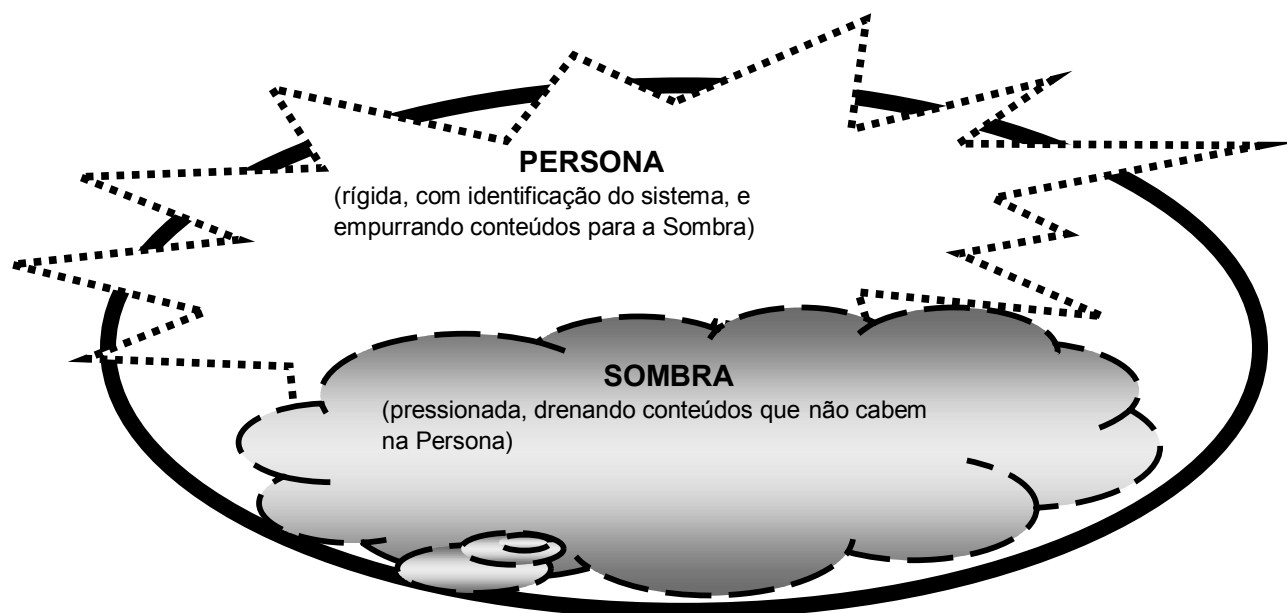 PERSONA
(rígida, com identificação do sistema, e
empurrando conteúdos para a Sombra)
SOMBRA
(pressionada, drenando conteúdos que não cabem
na Persona)